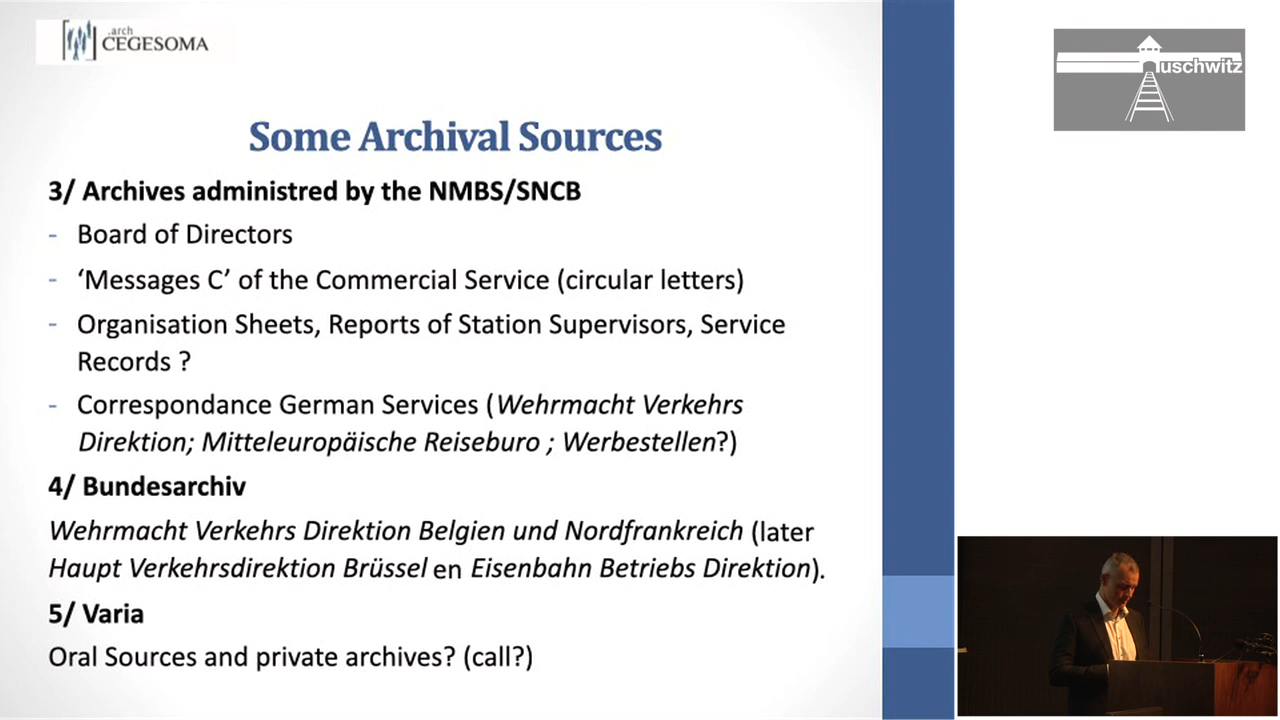 .arch
CEGESOMA
uschwitz
Some Archival Sources
3/ Archives administred by the NMBS/SNCB
- Board of Directors
- ‘Messages C’ of the Commercial Service (circular letters)
- Organisation Sheets, Reports of Station Supervisors, Service
Records ?
- Correspondance German Services (Wehrmacht Verkehrs
Direktion; Mitteleuropäische Reiseburo ; Werbestellen?)
4/ Bundesarchiv
Wehrmacht Verkehrs Direktion Belgien und Nordfrankreich (later
Haupt Verkehrsdirektion Brüssel en Eisenbahn Betriebs Direktion).
5/ Varia
Oral Sources and private archives? (call?)